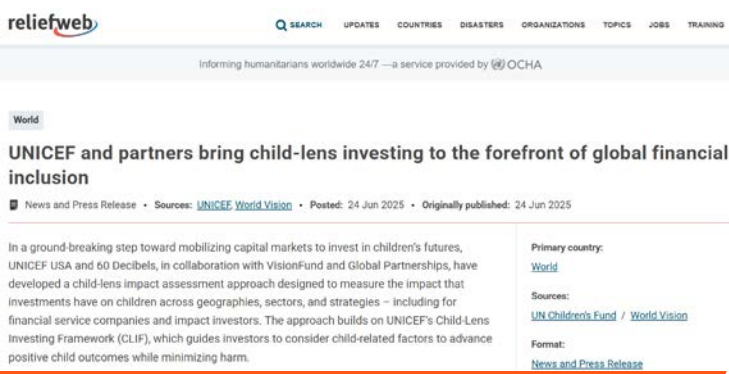 reliefweb
SEARCH UPDATES COUNTRIES DISASTERS ORGANIZATIONS TOPICS JOBS TRAINING
Informing humanitarians worldwide 24/7 — a service provided by OCHA
World
UNICEF and partners bring child-lens investing to the forefront of global financial
inclusion
News and Press Release • Sources: UNICEF, World Vision • Posted: 24 Jun 2025 • Originally published: 24 Jun 2025
In a ground-breaking step toward mobilizing capital markets to invest in children's futures,
UNICEF USA and 60 Decibels, in collaboration with VisionFund and Global Partnerships, have
developed a child-lens impact assessment approach designed to measure the impact that
investments have on children across geographies, sectors, and strategies – including for
financial service companies and impact investors. The approach builds on UNICEF's Child-Lens
Investing Framework (CLIF), which guides investors to consider child-related factors to advance
positive child outcomes while minimizing harm.
Primary country:
World
Sources:
UN Children's Fund / World Vision
Format:
News and Press Release